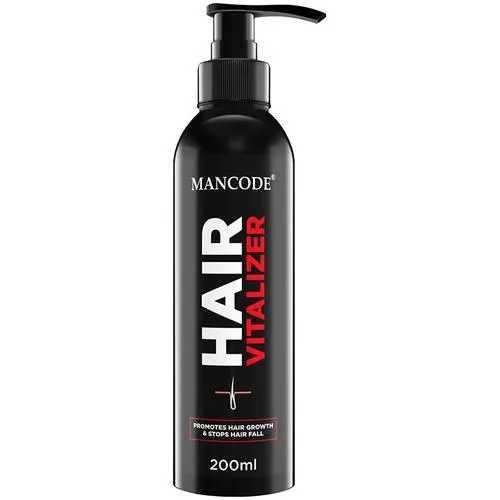 MANCODE®
HAIR
VITALIZER
PROMOTES HAIR GROWTH
& STOPS HAIR FALL
200ml